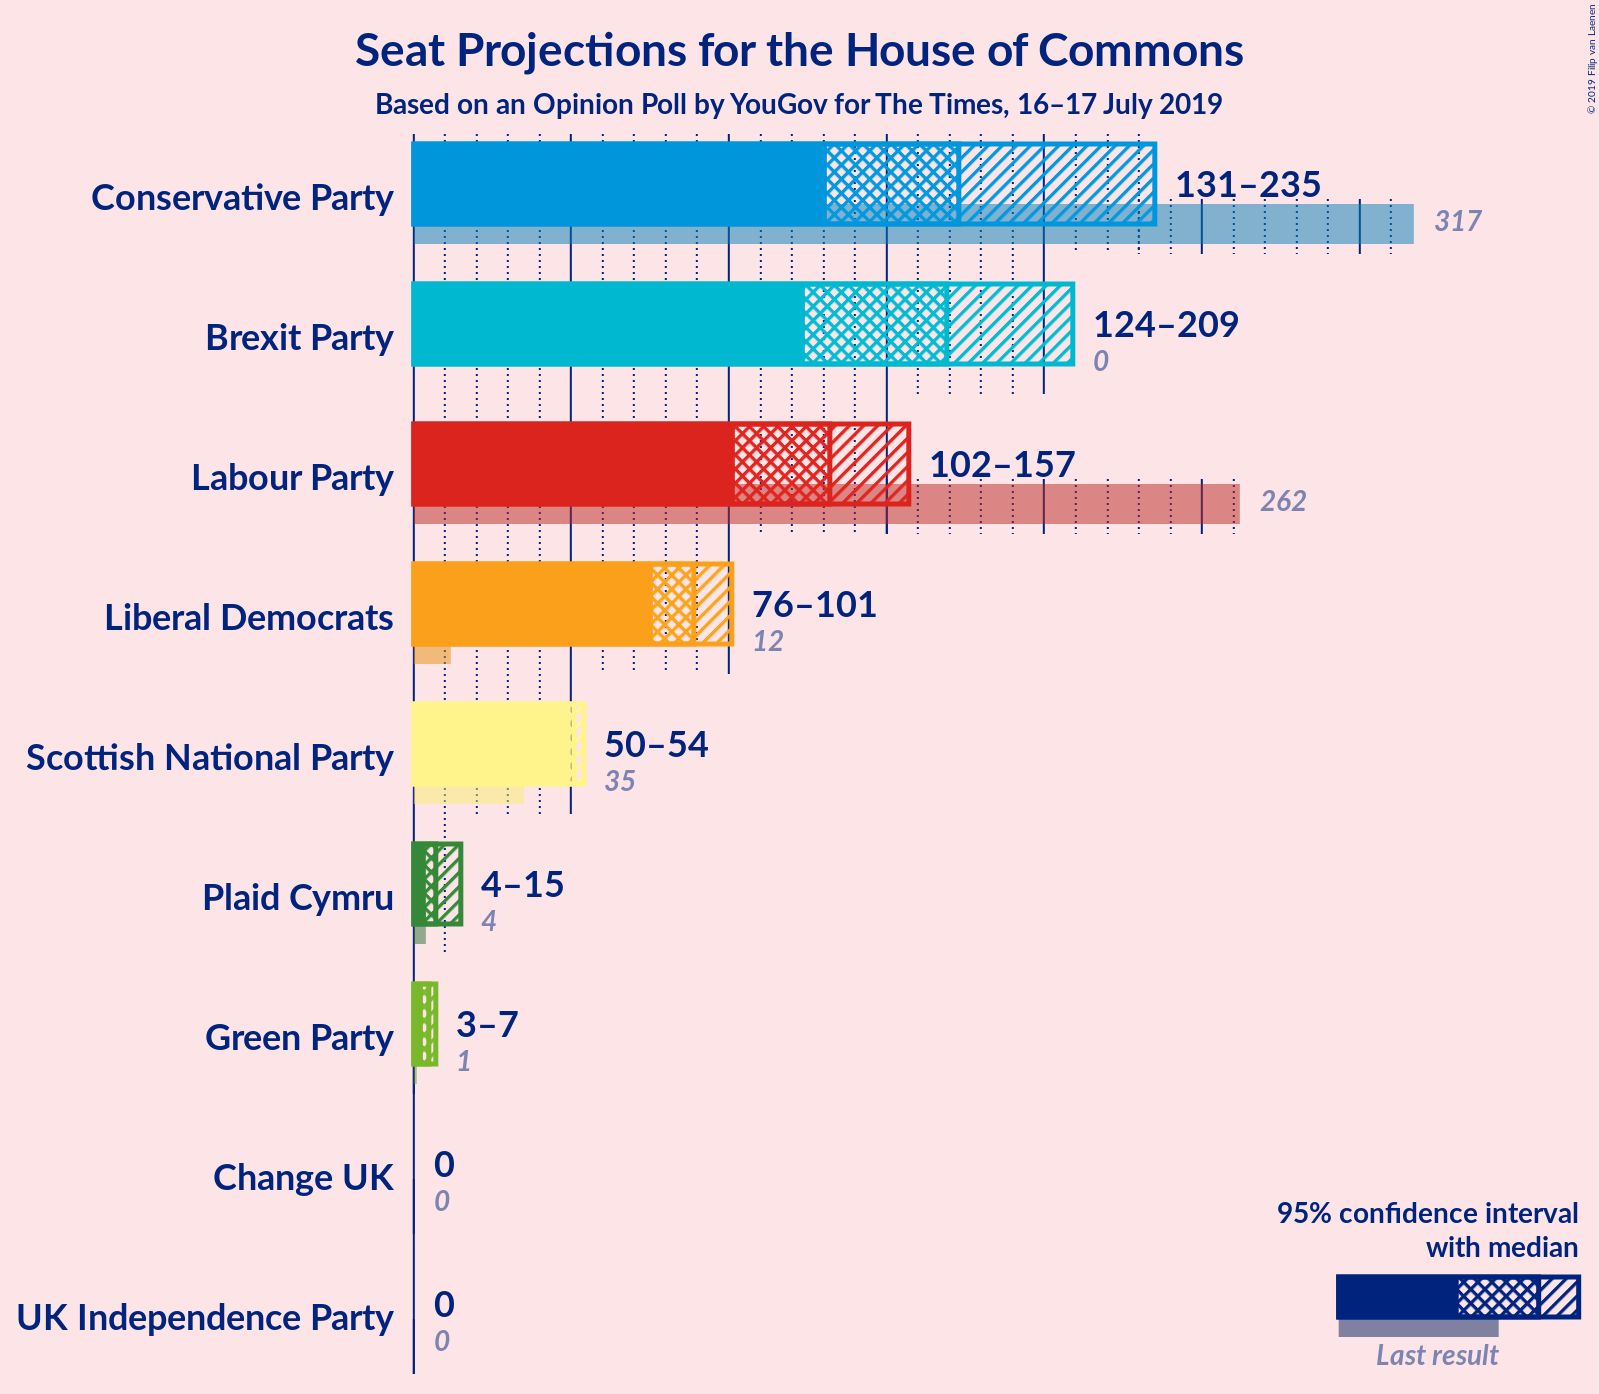 Seat Projections for the House of Commons
Based on an Opinion Poll by YouGov for The Times, 16–17 July 2019
© 2019 Filip van Laenen
Conservative Party
131–235
317
Brexit Party
124–209
0
Labour Party
102–157
262
Liberal Democrats
76–101
12
Scottish National Party
50–54
35
Plaid Cymru
4–15
4
Green Party
3–7
1
Change UK
0
0
UK Independence Party
0
0
95% confidence interval
with median
Last result